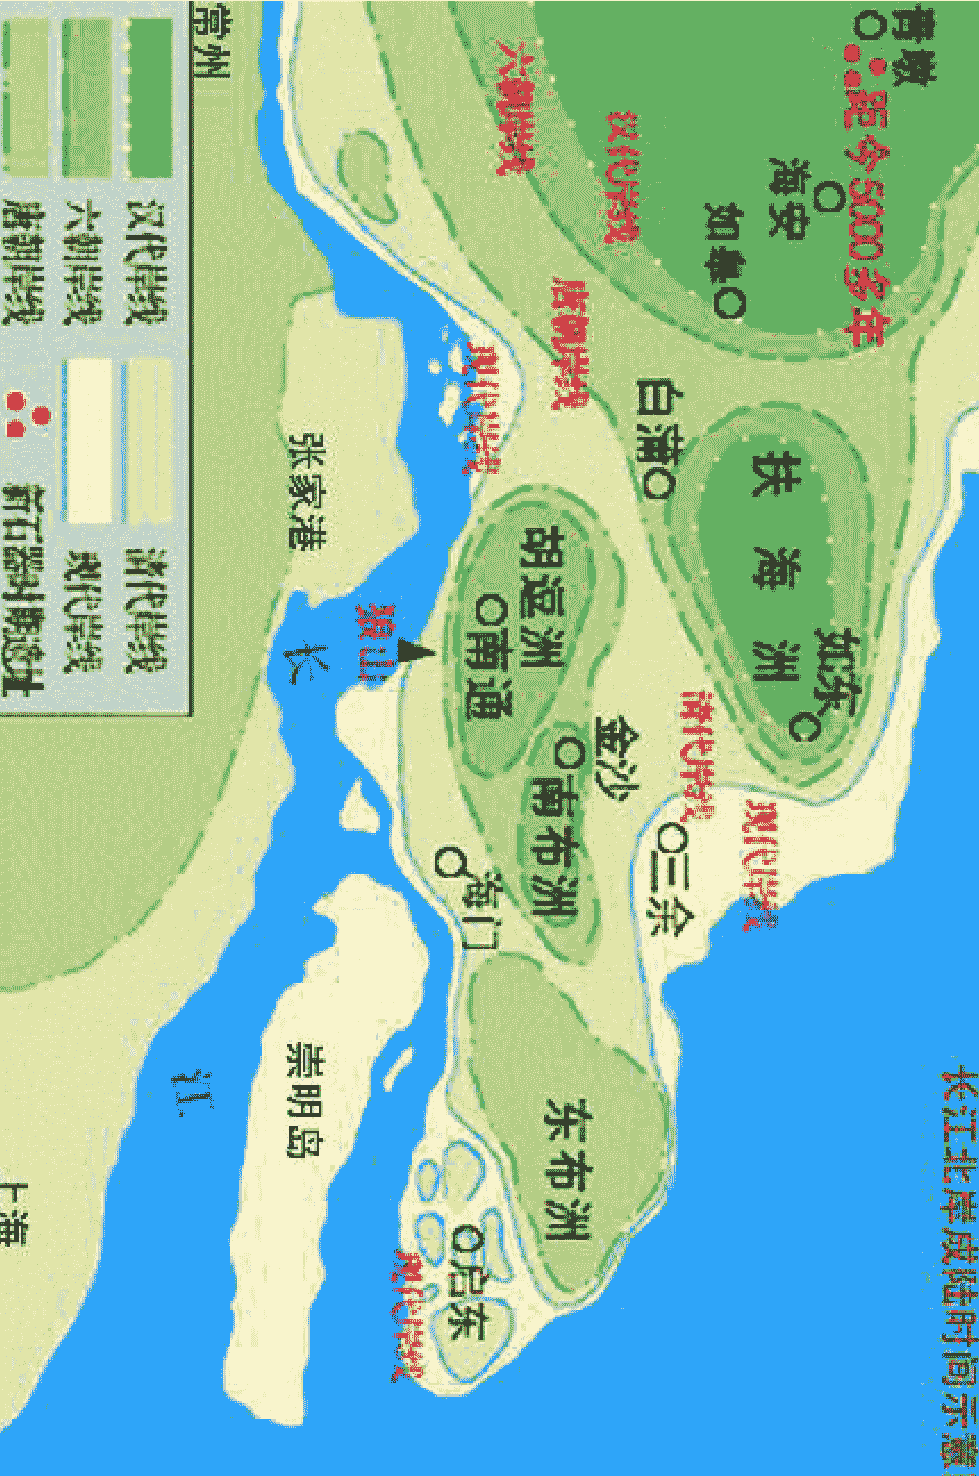 长江北岸成陆时间示意
青墩
距今5000多年
海安
如皋
汉代岸线
六朝岸线
唐朝岸线
白蒲
扶海洲
如东
现代岸线
胡逗洲
南通
狼山
金沙
南布洲
清代岸线
三余
现代岸线
海门
东布洲
启东
现代岸线
崇明岛
张家港
长
江
常州
上海
汉代岸线
清代岸线
六朝岸线
现代岸线
唐朝岸线
新石器时期遗址